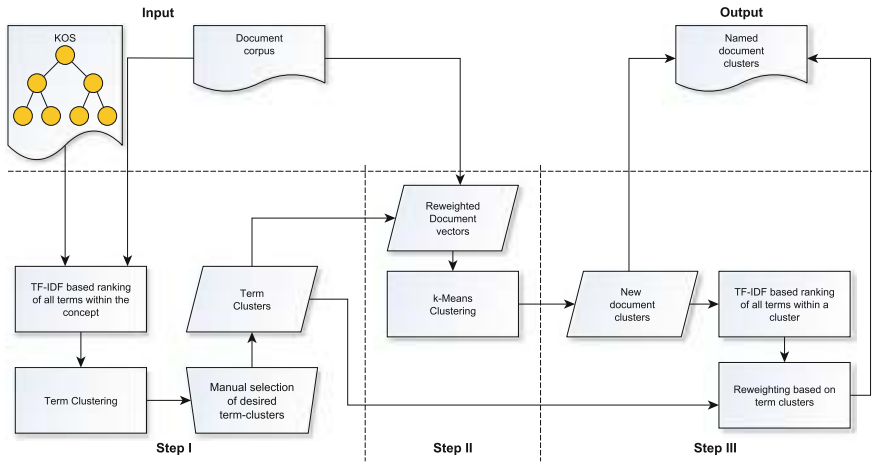 Input
Output
KOS
Document
corpus
Named
document
clusters
Reweighted
Document
vectors
TF-IDF based ranking
of all terms within the
concept
Term
Clusters
k-Means
Clustering
New
document
clusters
TF-IDF based ranking
of all terms within a
cluster
Term Clustering
Manual selection
of desired
term-clusters
Reweighting based on
term clusters
Step I
Step II
Step III